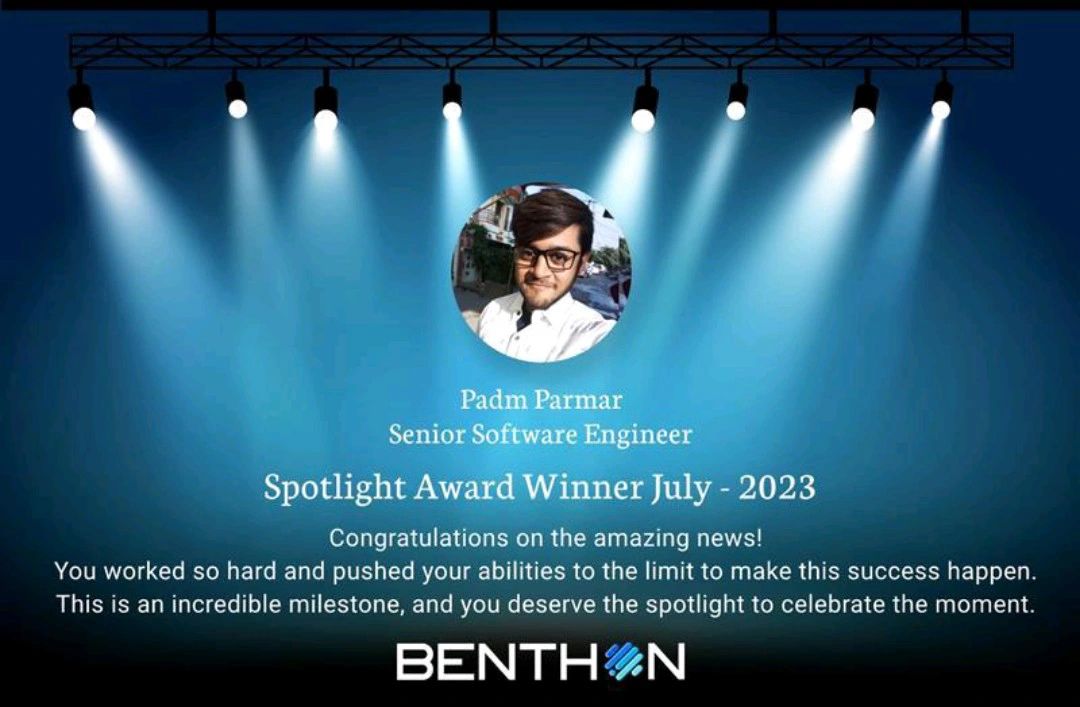 Padm Parmar
Senior Software Engineer
Spotlight Award Winner July - 2023
Congratulations on the amazing news!
You worked so hard and pushed your abilities to the limit to make this success happen.
This is an incredible milestone, and you deserve the spotlight to celebrate the moment.
BENTHON